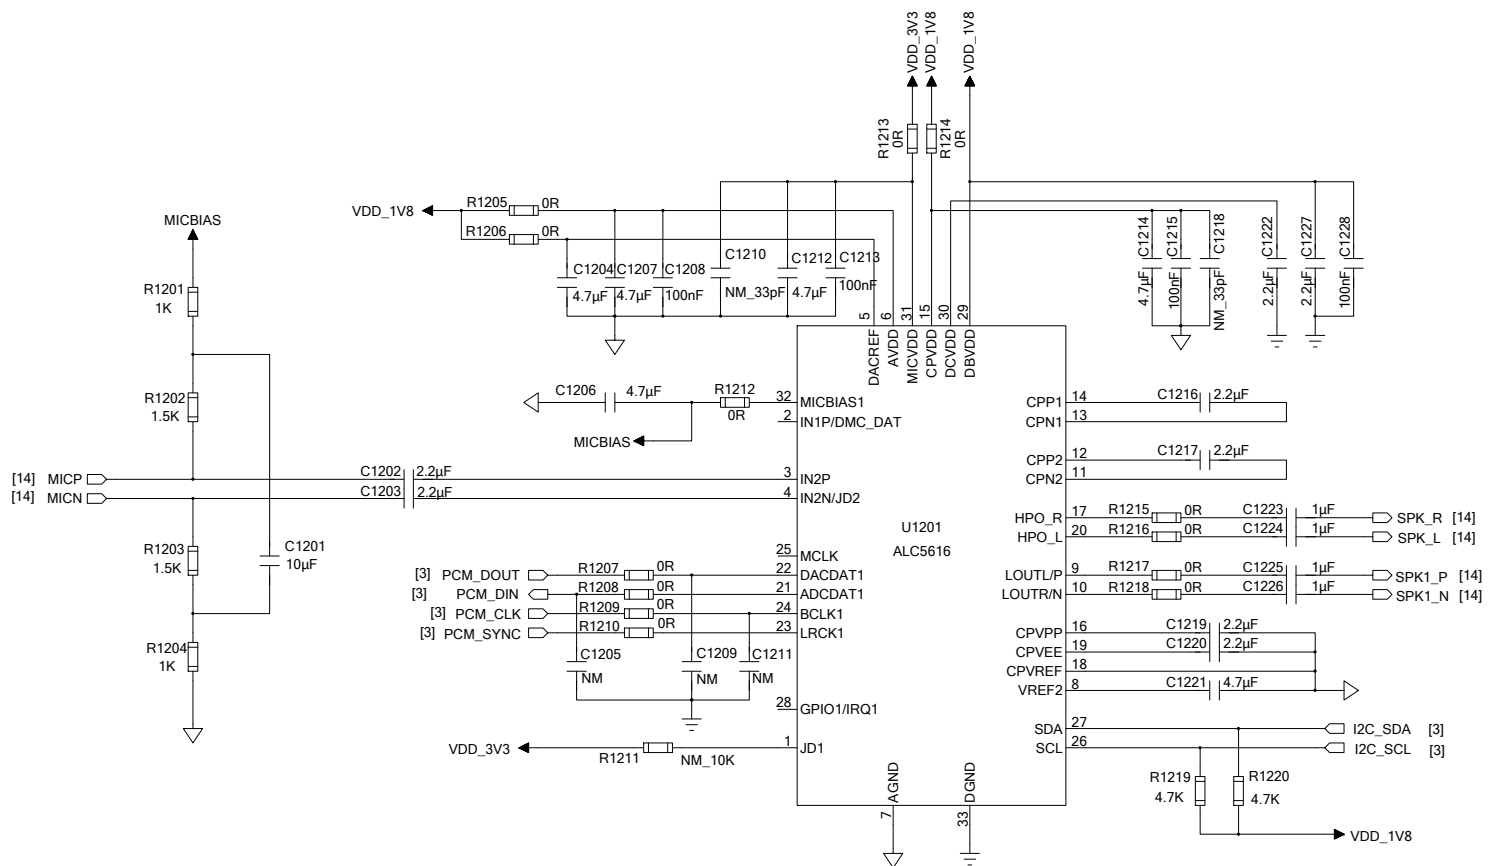 VDD_3V3
VDD_1V8
VDD_1V8
R1213
0R
R1214
0R
MICBIAS
VDD_1V8
R1205
0R
R1206
0R
C1204
4.7µF
C1207
4.7µF
C1208
100nF
C1210
NM_33pF
C1212
4.7µF
C1213
100nF
C1214
4.7µF
C1215
100nF
C1218
NM_33pF
C1222
2.2µF
C1227
2.2µF
C1228
100nF
R1201
1K
R1202
1.5K
5
6
31
15
30
29
DACREF
AVDD
MICVDD
CPVDD
DCVDD
DBVDD
C1206
4.7µF
R1212
0R
MICBIAS
32 MICBIAS1
2 IN1P/DMC_DAT
[14] MICP
C1202
2.2µF
3 IN2P
[14] MICN
C1203
2.2µF
4 IN2N/JD2
R1203
1.5K
C1201
10µF
R1204
1K
U1201
ALC5616
25 MCLK
[3] PCM_DOUT
R1207
0R
22 DACDAT1
[3] PCM_DIN
R1208
0R
21 ADCDAT1
[3] PCM_CLK
R1209
0R
24 BCLK1
[3] PCM_SYNC
R1210
0R
23 LRCK1
C1205
NM
C1209
NM
C1211
NM
28 GPIO1/IRQ1
VDD_3V3
R1211
NM_10K
1 JD1
AGND
7
DGND
33
CPP1 14
C1216
2.2µF
CPN1 13
CPP2 12
C1217
2.2µF
CPN2 11
HPO_R 17
R1215
0R
C1223
1µF
SPK_R [14]
HPO_L 20
R1216
0R
C1224
1µF
SPK_L [14]
LOUTL/P 9
R1217
0R
C1225
1µF
SPK1_P [14]
LOUTR/N 10
R1218
0R
C1226
1µF
SPK1_N [14]
CPVPP 16
C1219
2.2µF
CPVEE 19
C1220
2.2µF
CPVREF 18
VREF2 8
C1221
4.7µF
SDA 27
I2C_SDA [3]
SCL 26
I2C_SCL [3]
R1219
4.7K
R1220
4.7K
VDD_1V8